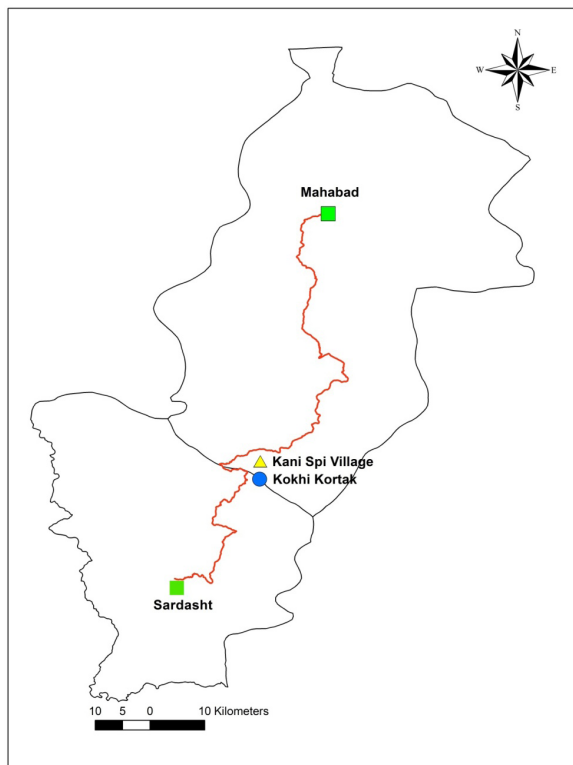 N
W E
S
Mahabad
Kani Spi Village
Kokhi Kortak
Sardasht
10 5 0 10 Kilometers